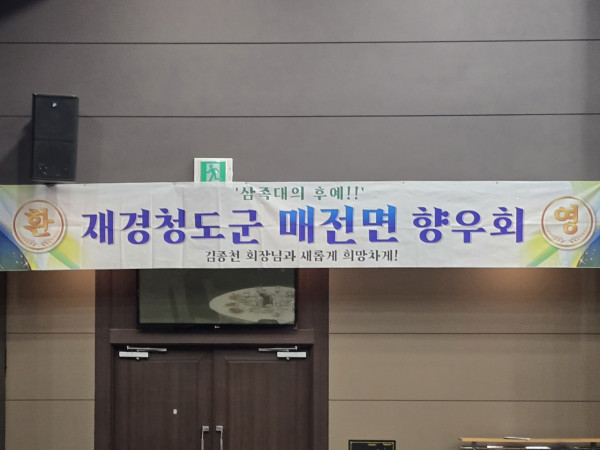 '삼족대의 후예!!'
환 재경청도군 매전면 향우회 영
김종천 회장님과 새롭게 희망차게!